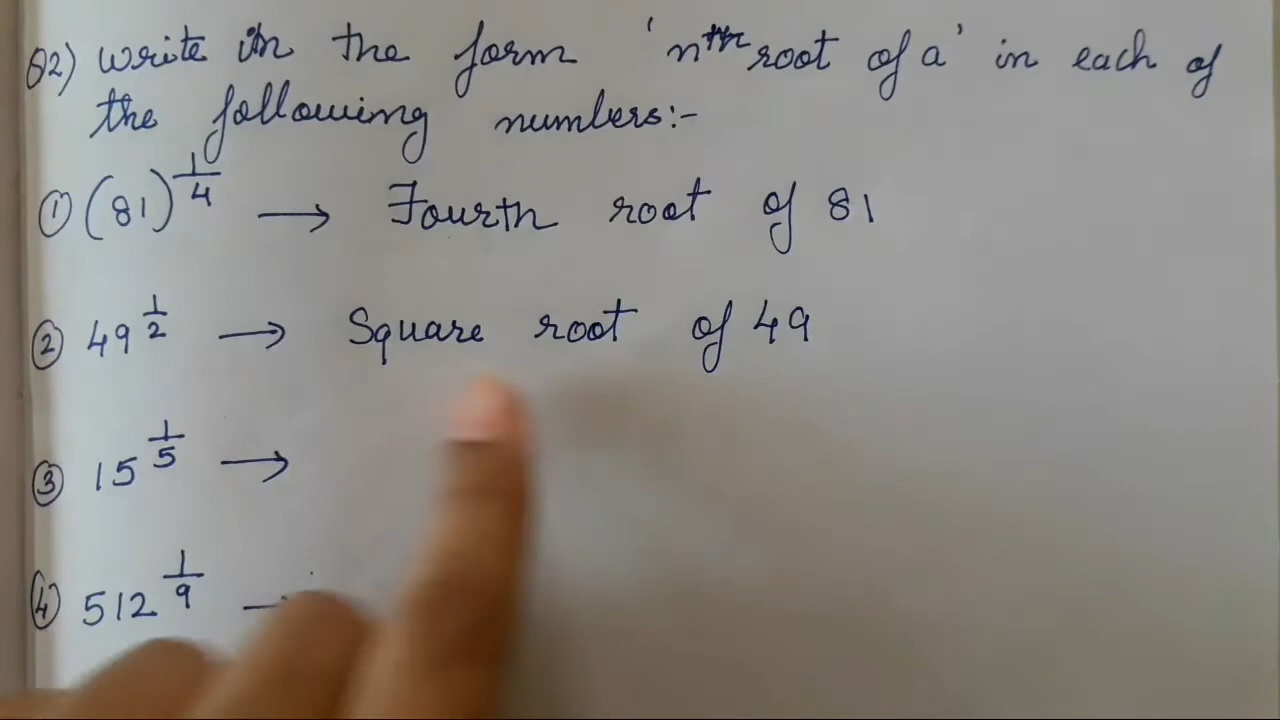 Q2) Write in the form 'nth root of a' in each of
the following numbers:-
① (81)^1/4 → Fourth root of 81
② 49^1/2 → Square root of 49
③ 15^1/5 →
④ 512^1/9 →